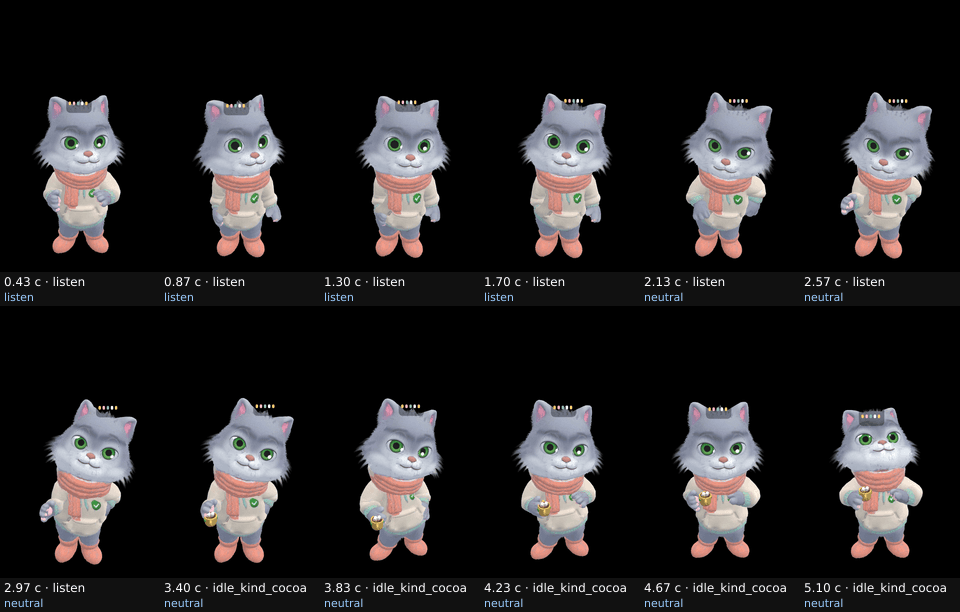 0.43 c · listen
listen
0.87 c · listen
listen
1.30 c · listen
listen
1.70 c · listen
listen
2.13 c · listen
neutral
2.57 c · listen
neutral
2.97 c · listen
neutral
3.40 c · idle_kind_cocoa
neutral
3.83 c · idle_kind_cocoa
neutral
4.23 c · idle_kind_cocoa
neutral
4.67 c · idle_kind_cocoa
neutral
5.10 c · idle_kind_cocoa
neutral